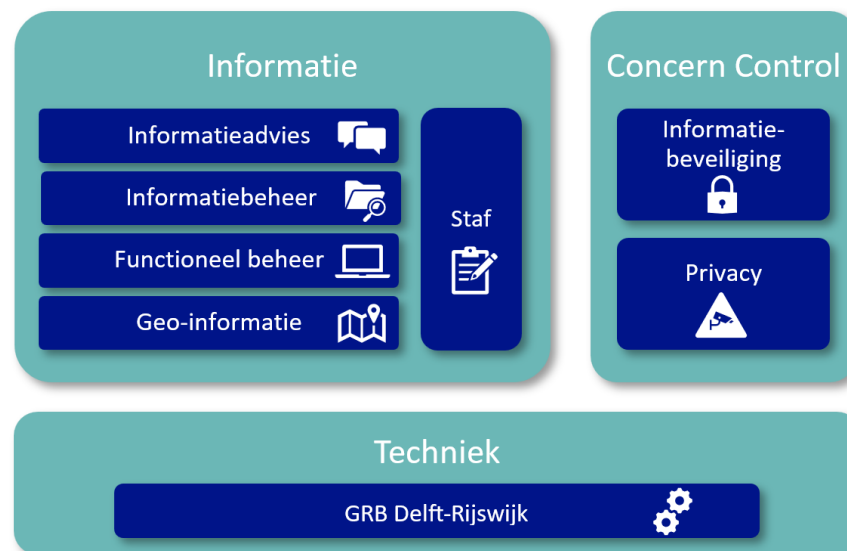 Informatie
Informatieadvies
Informatiebeheer
Functioneel beheer
Geo-informatie
Staf
Concern Control
Informatie-
beveiliging
Privacy
Techniek
GRB Delft-Rijswijk